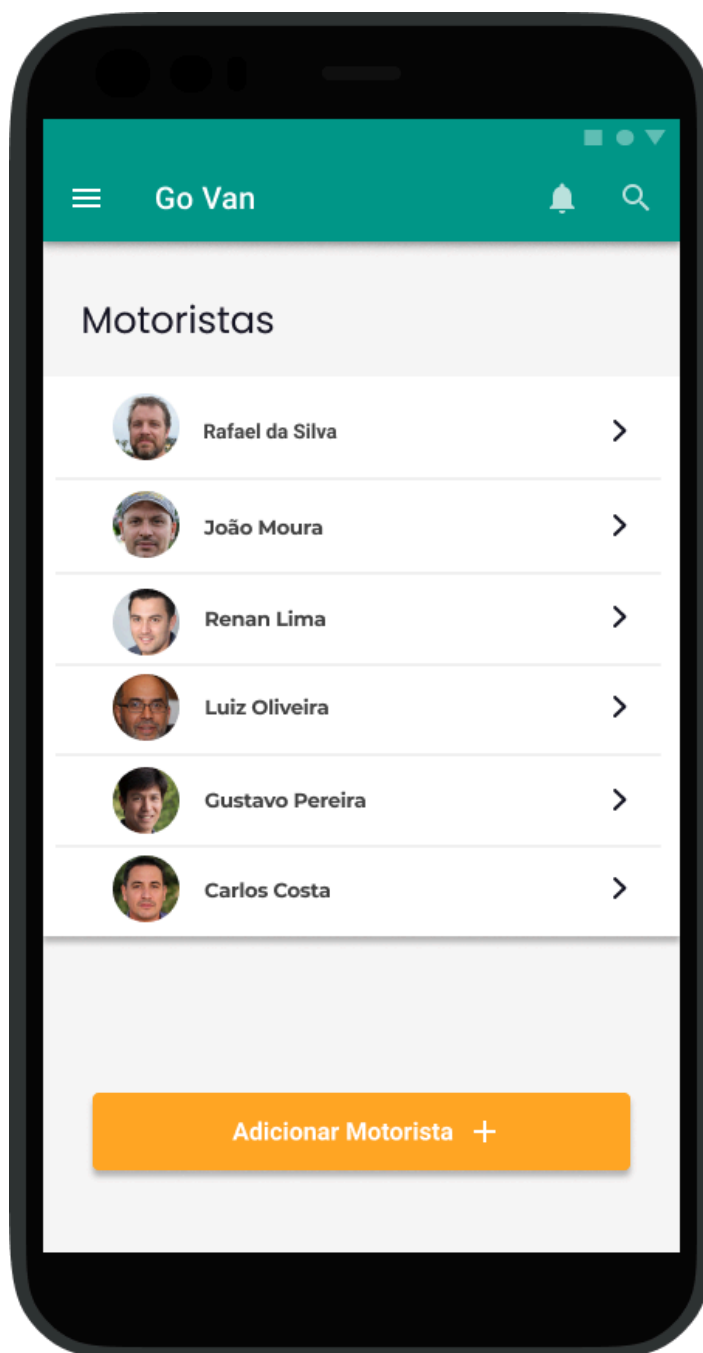 Go Van
Motoristas
Rafael da Silva
João Moura
Renan Lima
Luiz Oliveira
Gustavo Pereira
Carlos Costa
Adicionar Motorista +